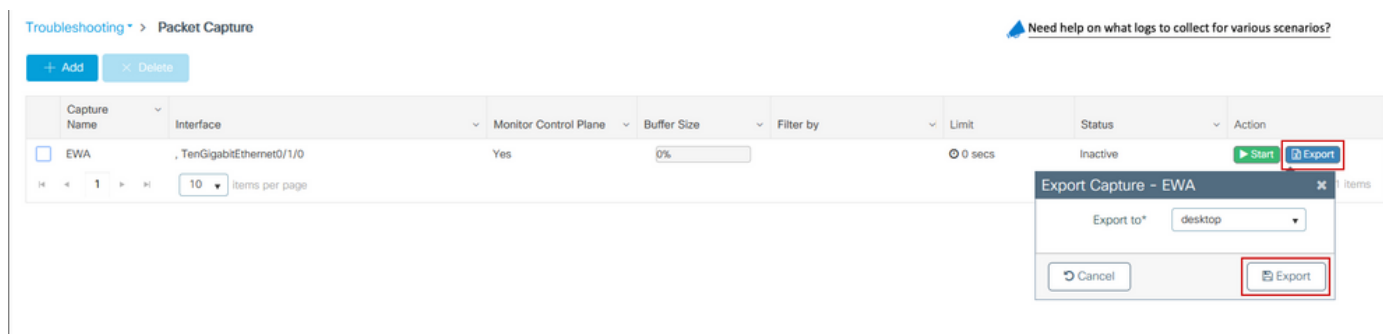 Troubleshooting > Packet Capture
Need help on what logs to collect for various scenarios?
+ Add
× Delete
Capture Name Interface Monitor Control Plane Buffer Size Filter by Limit Status Action
EWA , TenGigabitEthernet0/1/0 Yes 0% 0 secs Inactive Start Export
1 10 items per page 1 items
Export Capture - EWA
Export to* desktop
Cancel Export